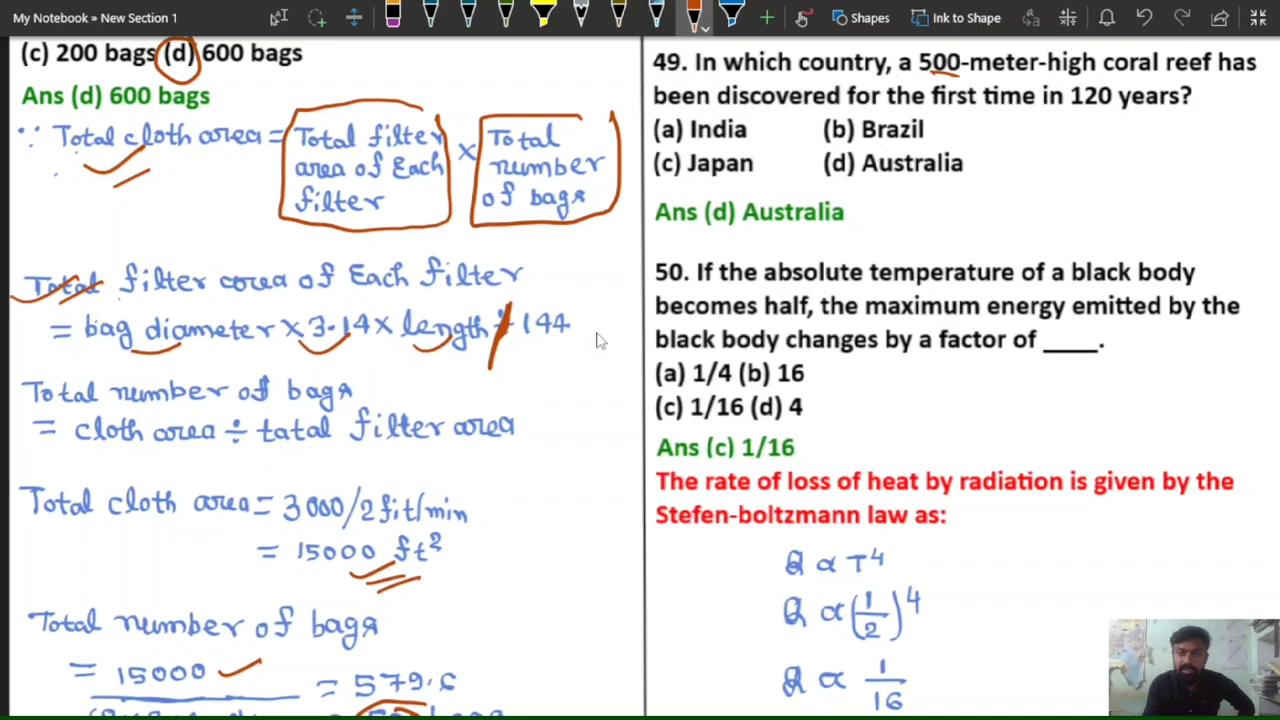 My Notebook » New Section 1
Shapes
Ink to Shape
(c) 200 bags (d) 600 bags
Ans (d) 600 bags
∵ Total cloth area = Total filter area of Each filter × Total number of bags
Total filter area of Each filter
= bag diameter × 3.14 × length / 144
Total number of bags
= cloth area ÷ tatal filter area
Total cloth area = 3000/2 fit/min
= 15000 ft²
Total number of bags
= 15000
= 579.6
49. In which country, a 500-meter-high coral reef has
been discovered for the first time in 120 years?
(a) India (b) Brazil
(c) Japan (d) Australia
Ans (d) Australia
50. If the absolute temperature of a black body
becomes half, the maximum energy emitted by the
black body changes by a factor of ____.
(a) 1/4 (b) 16
(c) 1/16 (d) 4
Ans (c) 1/16
The rate of loss of heat by radiation is given by the
Stefen-boltzmann law as:
Q ∝ T⁴
Q ∝ (1/2)⁴
Q ∝ 1/16